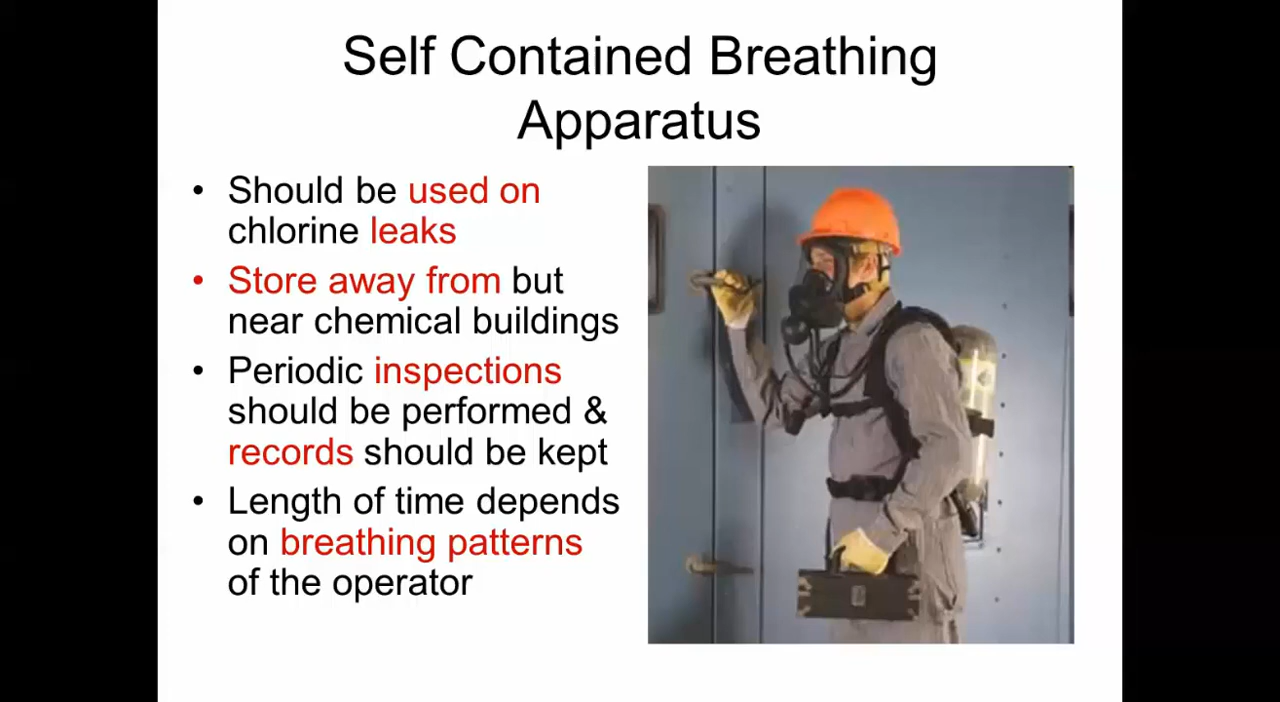 Self Contained Breathing
Apparatus
• Should be used on
chlorine leaks
• Store away from but
near chemical buildings
• Periodic inspections
should be performed &
records should be kept
• Length of time depends
on breathing patterns
of the operator